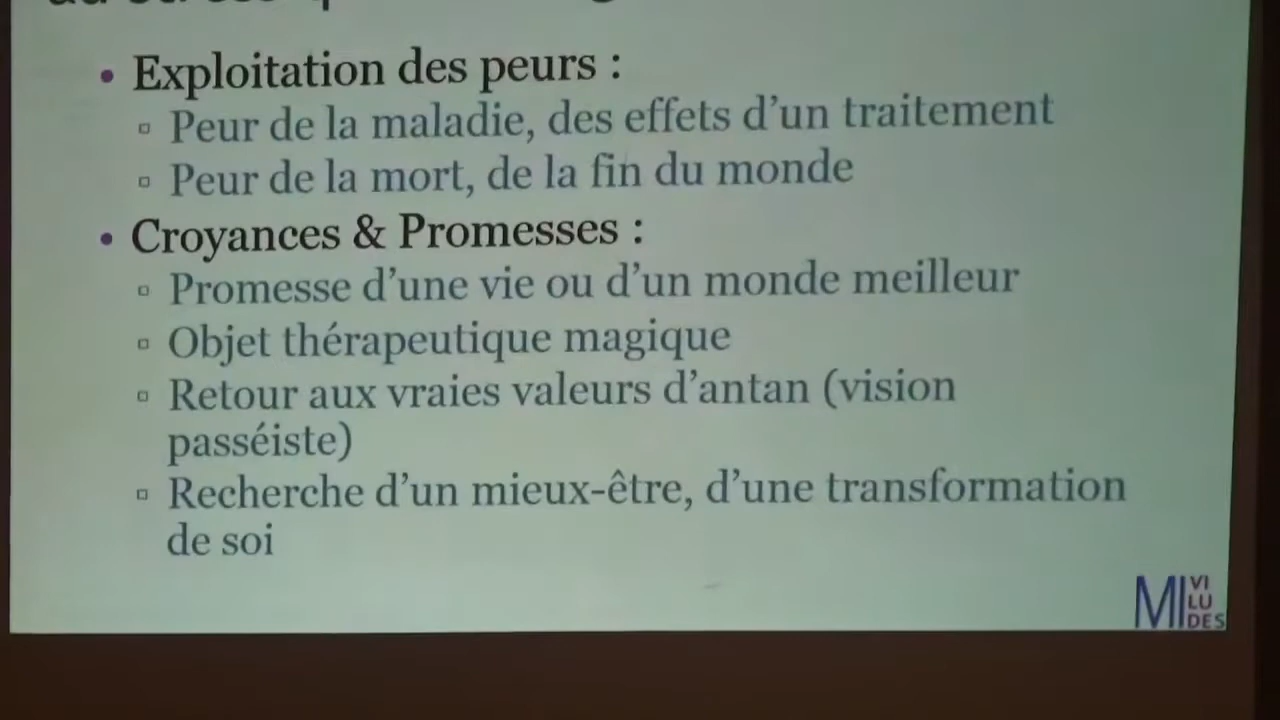 • Exploitation des peurs :
▫ Peur de la maladie, des effets d’un traitement
▫ Peur de la mort, de la fin du monde
• Croyances & Promesses :
▫ Promesse d’une vie ou d’un monde meilleur
▫ Objet thérapeutique magique
▫ Retour aux vraies valeurs d’antan (vision
passéiste)
▫ Recherche d’un mieux-être, d’une transformation
de soi
MIVILUDES